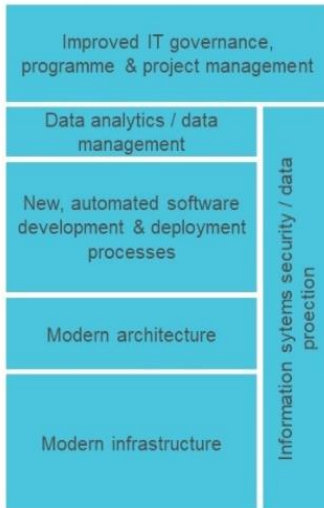 Improved IT governance,
programme & project management
Data analytics / data
management
New, automated software
development & deployment
processes
Modern architecture
Modern infrastructure
Information sytems security / data
proection